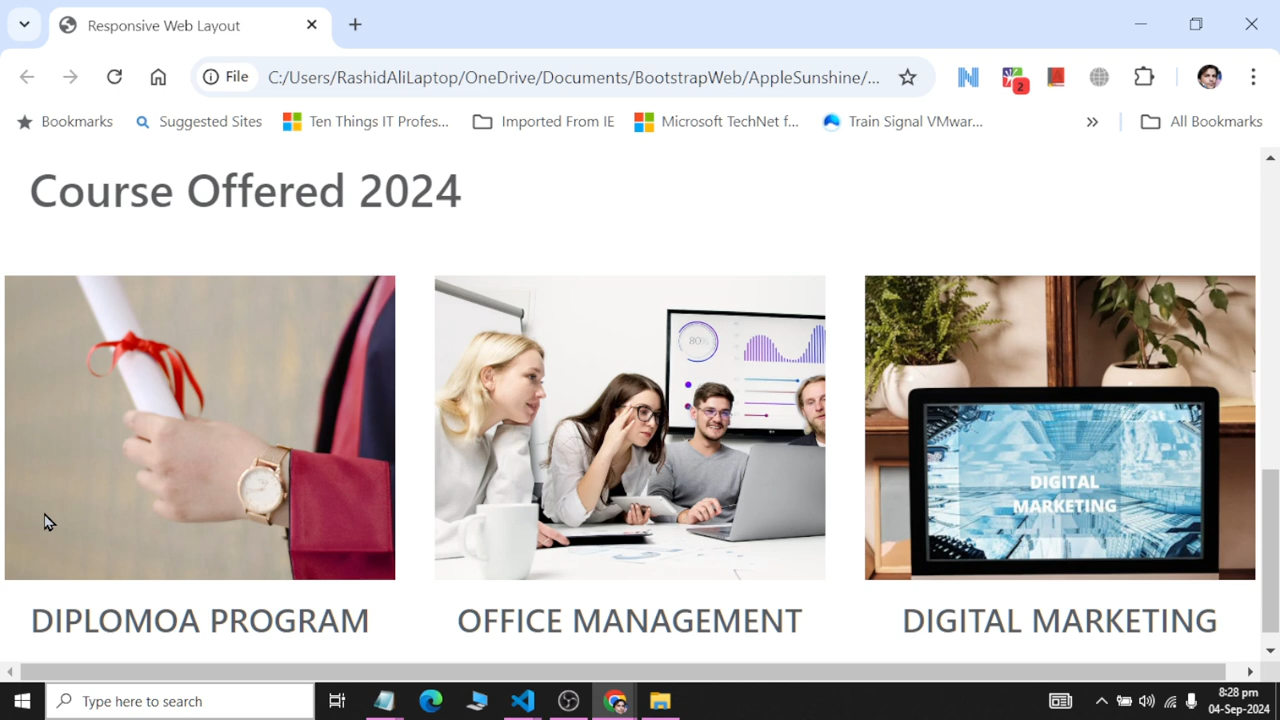 Responsive Web Layout
File
C:/Users/RashidAliLaptop/OneDrive/Documents/BootstrapWeb/AppleSunshine/...
2
Bookmarks
Suggested Sites
Ten Things IT Profes...
Imported From IE
Microsoft TechNet f...
Train Signal VMwar...
All Bookmarks
Course Offered 2024
80%
DIGITAL
MARKETING
DIPLOMOA PROGRAM
OFFICE MANAGEMENT
DIGITAL MARKETING
Type here to search
8:28 pm
04-Sep-2024